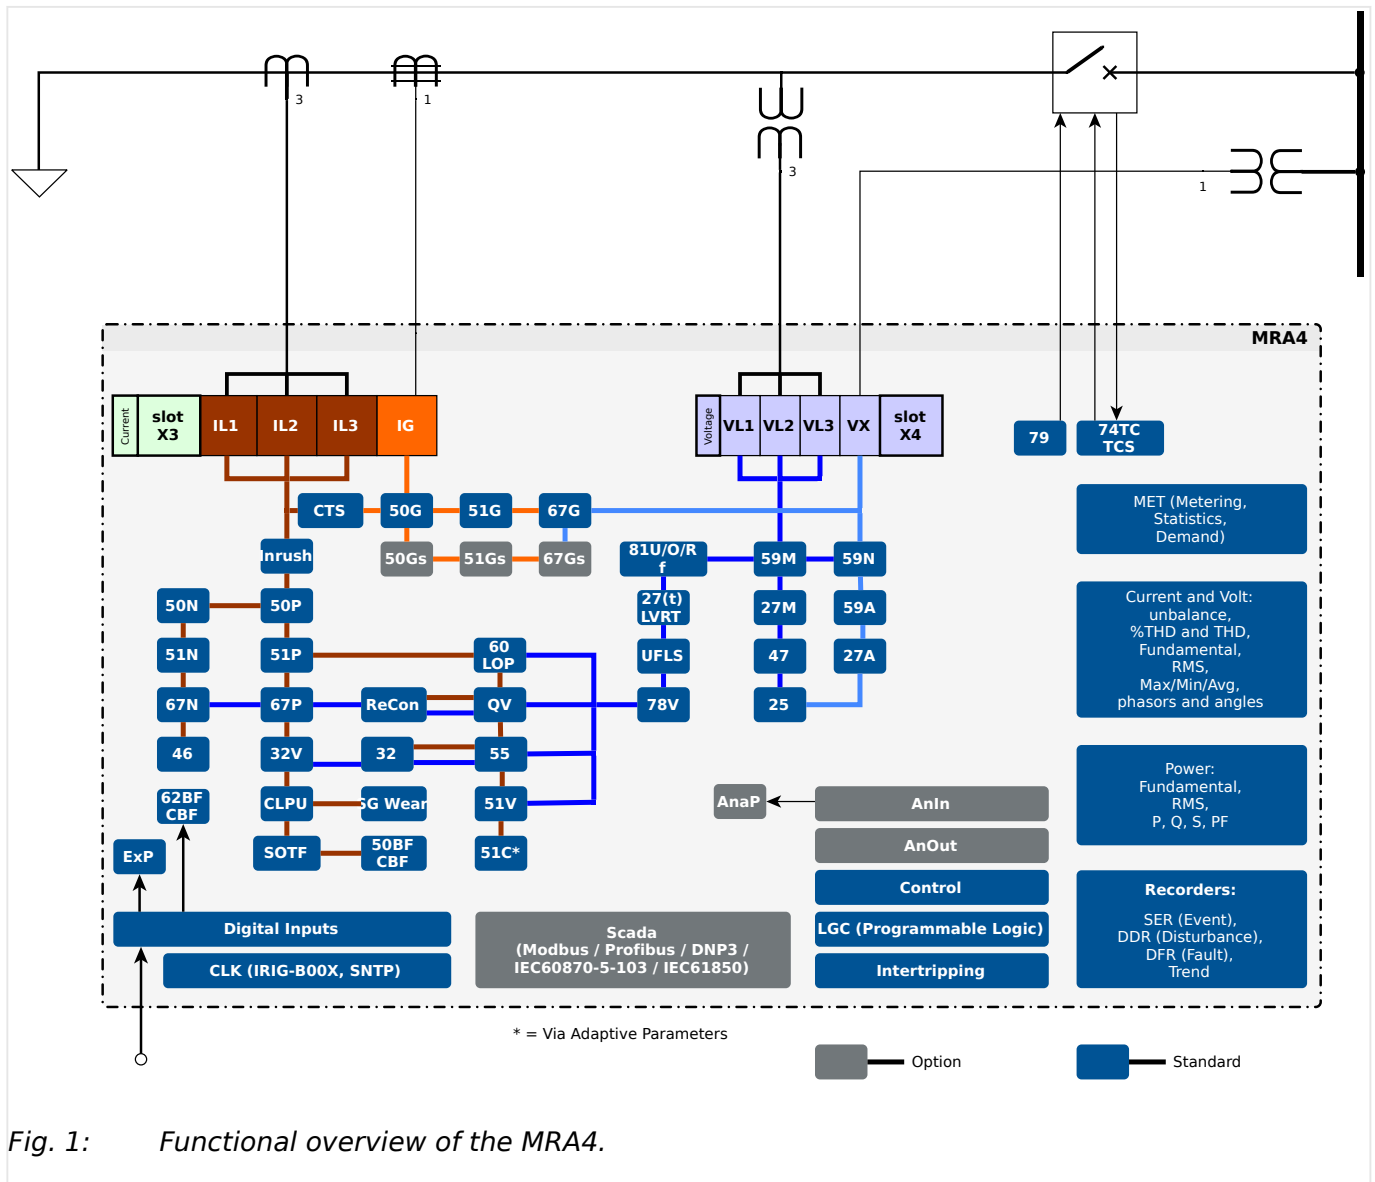 3
1
3
1
MRA4
Current
slot
X3
IL1
IL2
IL3
IG
Voltage
VL1
VL2
VL3
VX
slot
X4
79
74TC
TCS
CTS
50G
51G
67G
Inrush
50Gs
51Gs
67Gs
81U/O/R
f
59M
59N
50N
50P
27(t)
LVRT
27M
59A
51N
51P
60
LOP
UFLS
47
27A
67N
67P
ReCon
QV
78V
25
46
32V
32
55
62BF
CBF
CLPU
SG Wear
51V
ExP
SOTF
50BF
CBF
51C*
AnaP
AnIn
AnOut
Control
LGC (Programmable Logic)
Intertripping
Digital Inputs
CLK (IRIG-B00X, SNTP)
Scada
(Modbus / Profibus / DNP3 /
IEC60870-5-103 / IEC61850)
MET (Metering,
Statistics,
Demand)
Current and Volt:
unbalance,
%THD and THD,
Fundamental,
RMS,
Max/Min/Avg,
phasors and angles
Power:
Fundamental,
RMS,
P, Q, S, PF
Recorders:
SER (Event),
DDR (Disturbance),
DFR (Fault),
Trend
* = Via Adaptive Parameters
Option
Standard
Fig. 1: Functional overview of the MRA4.